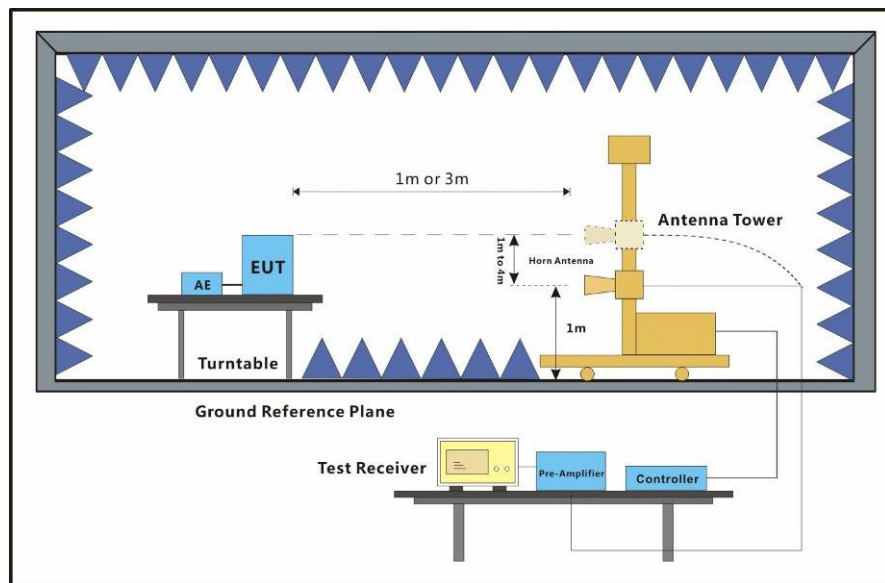 1m or 3m
Antenna Tower
1m to 4m
Horn Antenna
EUT
AE
1m
Turntable
Ground Reference Plane
Test Receiver
Pre-Amplifier
Controller